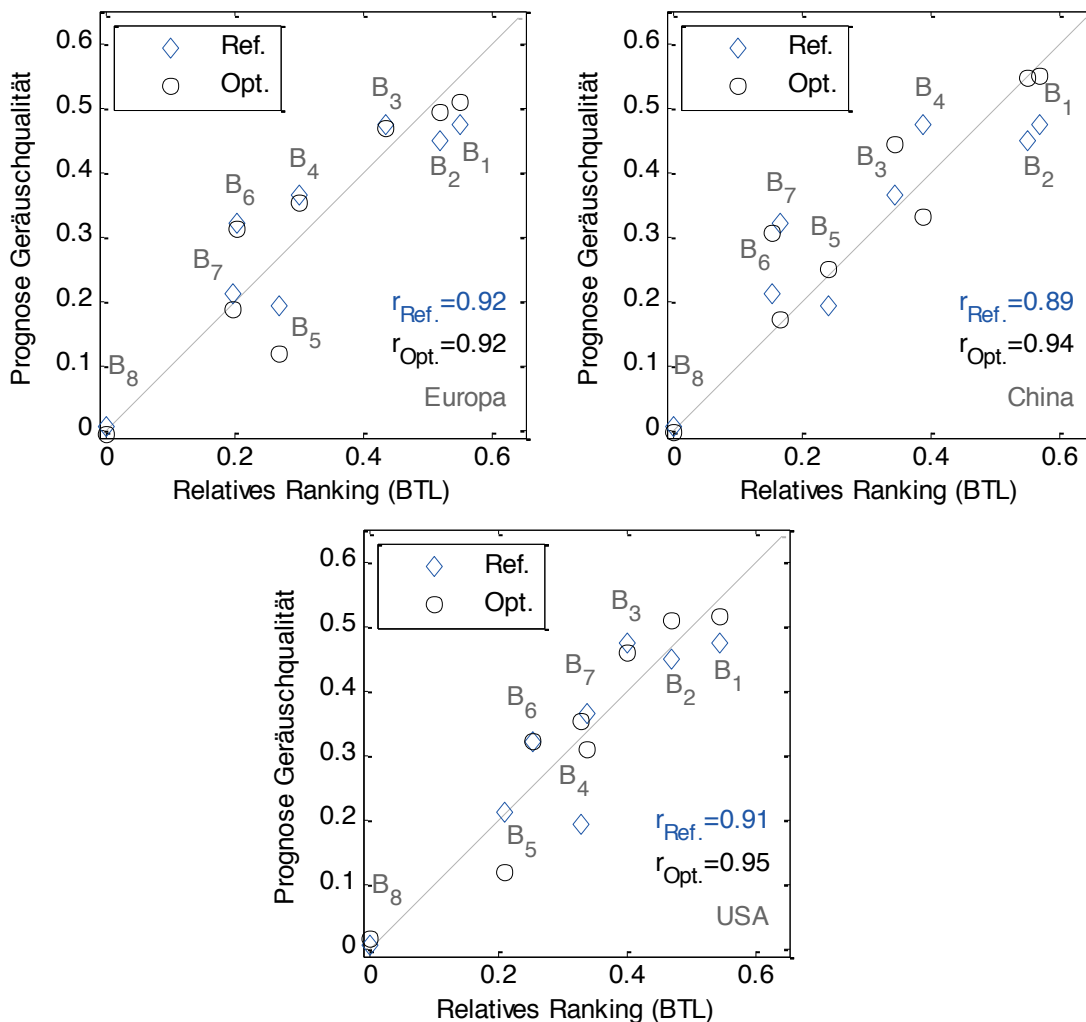 Prognose Geräuschqualität
0.6
0.5
0.4
0.3
0.2
0.1
0
Ref.
Opt.
B3
B4
B6
B2
B1
B7
B5
B8
rRef.=0.92
rOpt.=0.92
Europa
0
0.2
0.4
0.6
Relatives Ranking (BTL)
Prognose Geräuschqualität
0.6
0.5
0.4
0.3
0.2
0.1
0
Ref.
Opt.
B4
B1
B3
B2
B7
B6
B5
B8
rRef.=0.89
rOpt.=0.94
China
0
0.2
0.4
0.6
Relatives Ranking (BTL)
Prognose Geräuschqualität
0.6
0.5
0.4
0.3
0.2
0.1
0
Ref.
Opt.
B3
B7
B2
B1
B6
B4
B5
B8
rRef.=0.91
rOpt.=0.95
USA
0
0.2
0.4
0.6
Relatives Ranking (BTL)